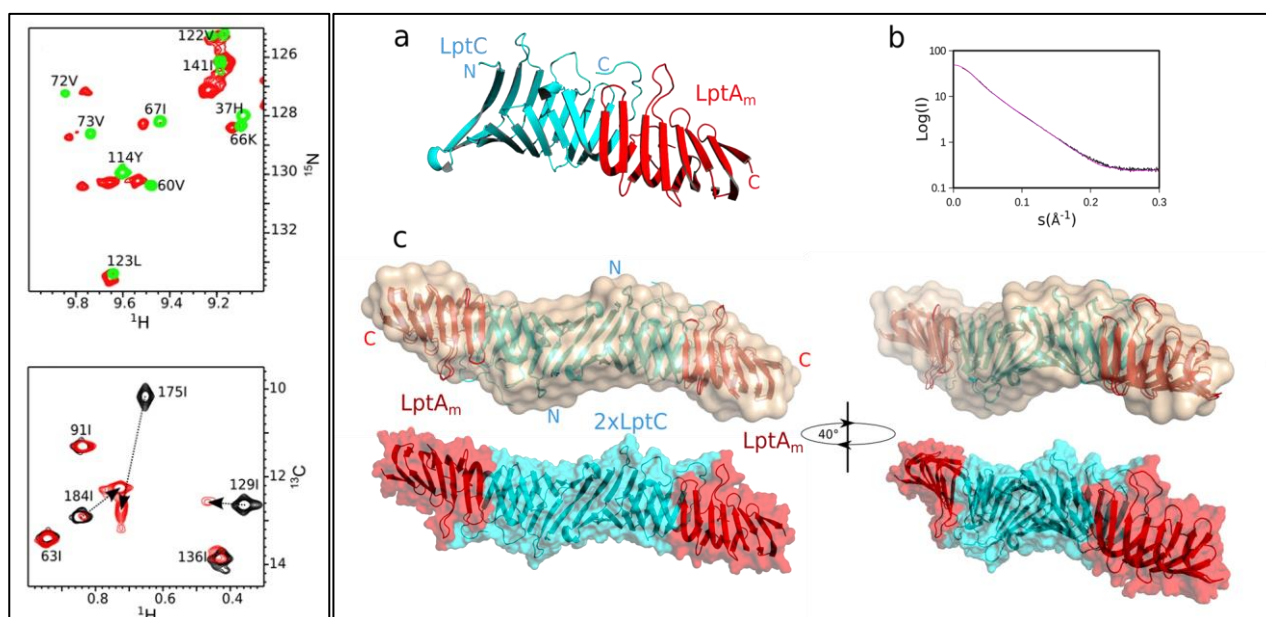 122V
141I
72V
67I
37H
73V
66K
114Y
60V
123L
126
128
130
132
¹⁵N
9.8
9.6
9.4
9.2
¹H
175I
91I
184I
129I
63I
136I
10
12
14
¹³C
0.8
0.6
0.4
¹H
a
LptC
N
C
LptAₘ
C
b
100
10
1
0.1
Log(I)
0.0
0.1
0.2
0.3
s(Å⁻¹)
c
N
C
C
N
LptAₘ
2xLptC
LptAₘ
40°